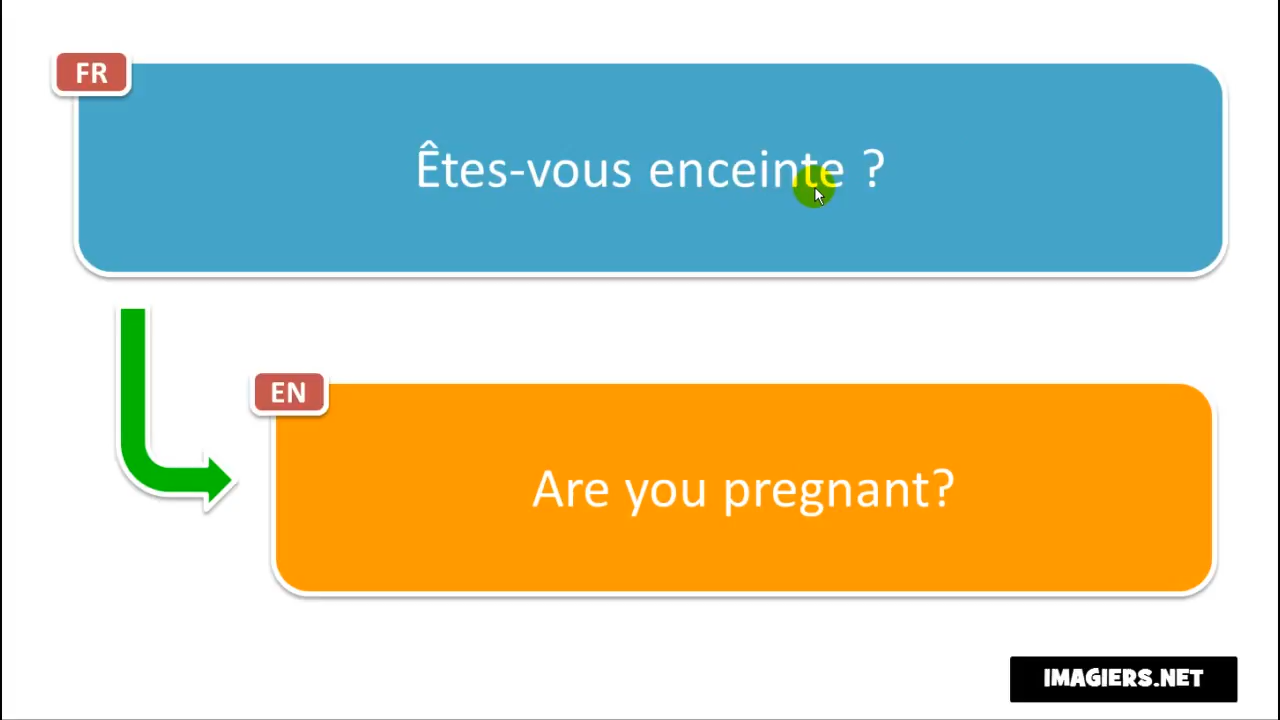 FR
Êtes-vous enceinte ?
EN
Are you pregnant?
IMAGIERS.NET